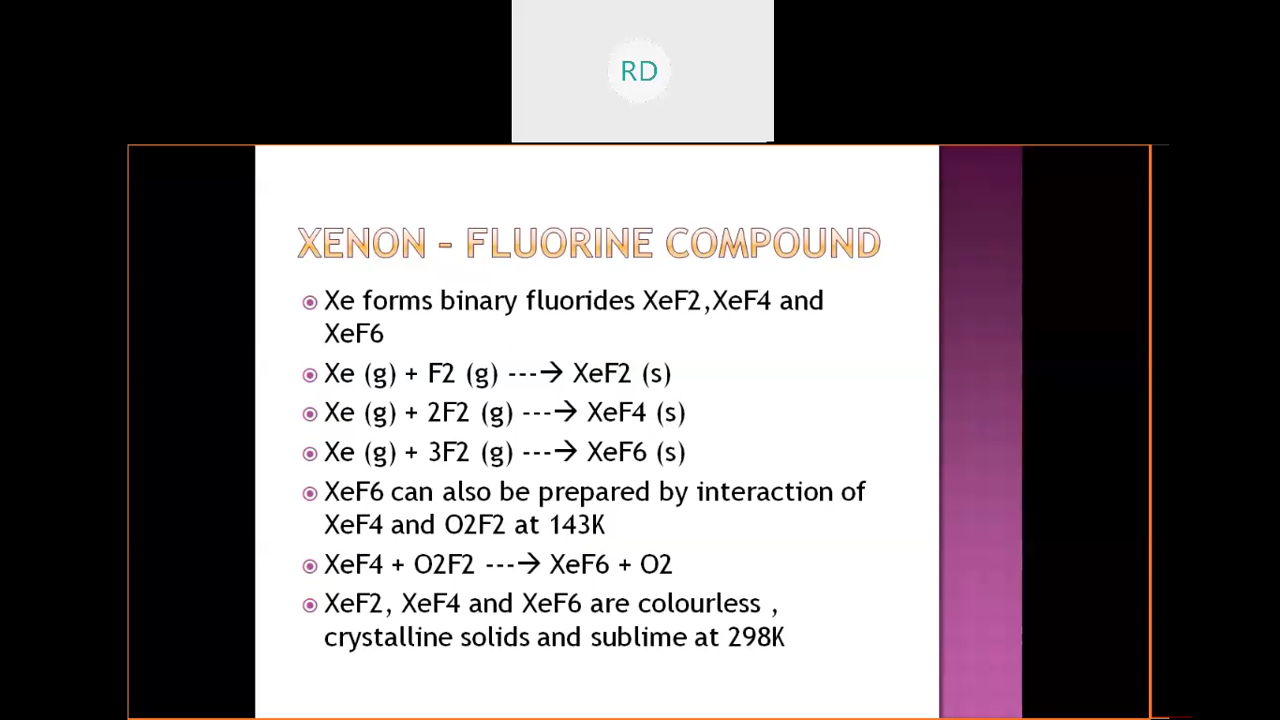 RD
XENON - FLUORINE COMPOUND
Xe forms binary fluorides XeF2,XeF4 and
XeF6
Xe (g) + F2 (g) ---→ XeF2 (s)
Xe (g) + 2F2 (g) ---→ XeF4 (s)
Xe (g) + 3F2 (g) ---→ XeF6 (s)
XeF6 can also be prepared by interaction of
XeF4 and O2F2 at 143K
XeF4 + O2F2 ---→ XeF6 + O2
XeF2, XeF4 and XeF6 are colourless ,
crystalline solids and sublime at 298K